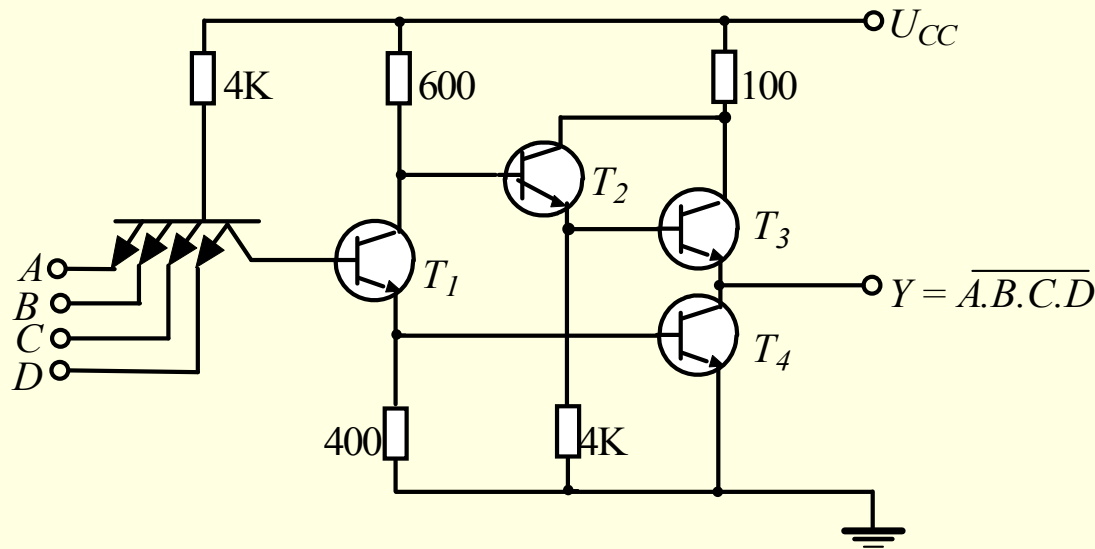 U_CC
4K
600
100
T_2
T_3
A
T_1
Y = \overline{A.B.C.D}
B
C
T_4
D
400
4K